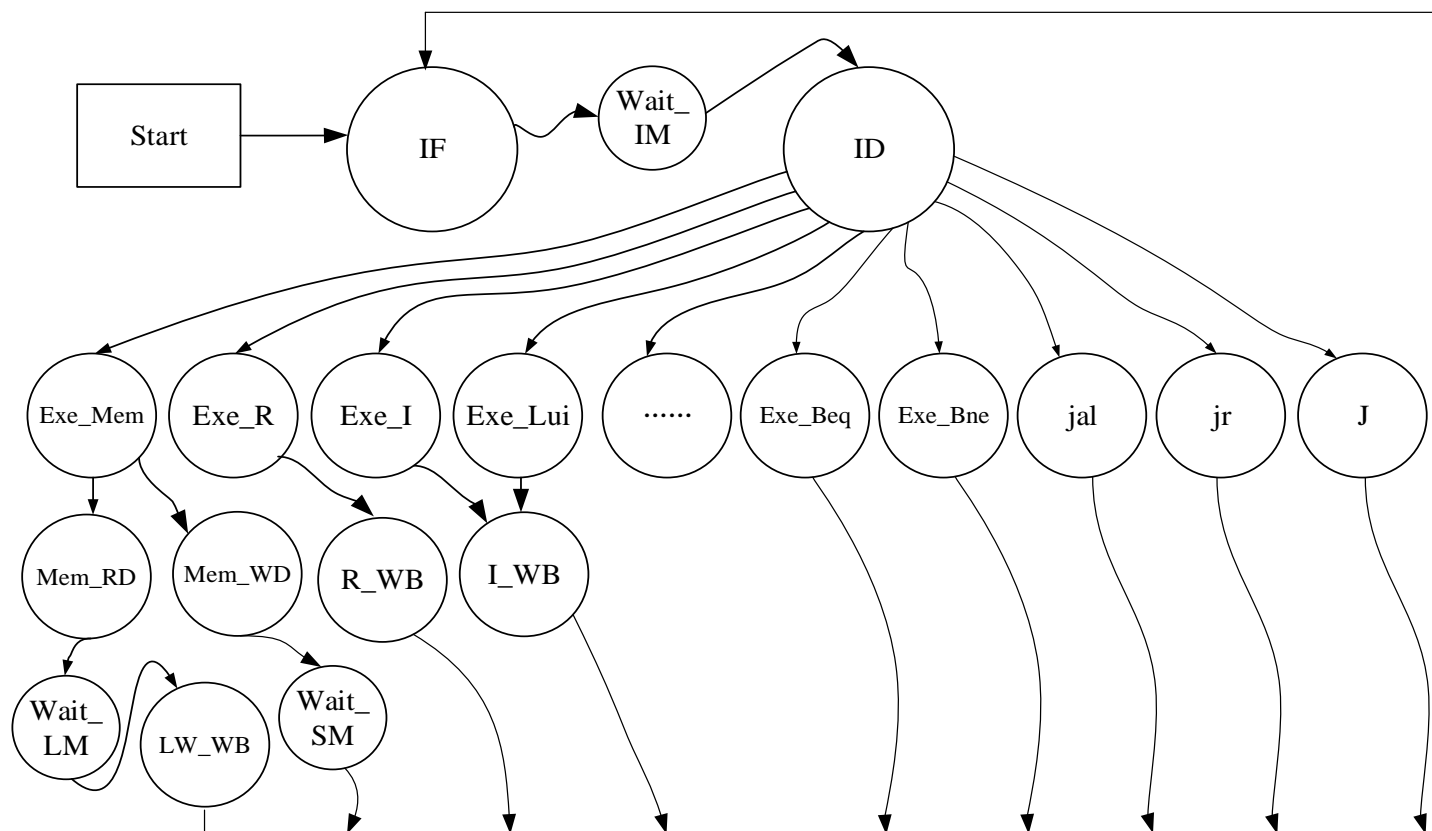 Start
IF
Wait_
IM
ID
Exe_Mem
Exe_R
Exe_I
Exe_Lui
······
Exe_Beq
Exe_Bne
jal
jr
J
Mem_RD
Mem_WD
R_WB
I_WB
Wait_
LM
LW_WB
Wait_
SM